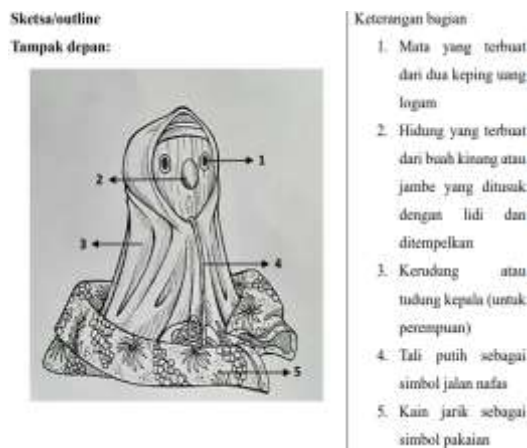 Sketsa/outline
Tampak depan:
1
2
3
4
5
Keterangan bagian
1. Mata yang terbuat
dari dua keping uang
logam
2. Hidung yang terbuat
dari buah kinang atau
jambe yang ditusuk
dengan lidi dan
ditempelkan
3. Kerudung atau
tudung kepala (untuk
perempuan)
4. Tali putih sebagai
simbol jalan nafas
5. Kain jarik sebagai
simbol pakaian